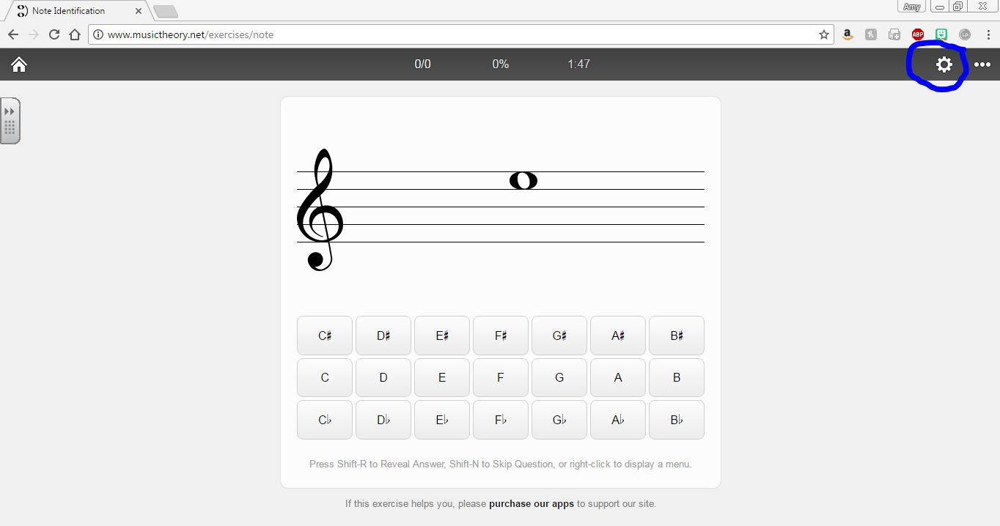 Note Identification
Amy
www.musictheory.net/exercises/note
ABP
LP
0/0 0% 1:47
C♯ D♯ E♯ F♯ G♯ A♯ B♯
C D E F G A B
C♭ D♭ E♭ F♭ G♭ A♭ B♭
Press Shift-R to Reveal Answer, Shift-N to Skip Question, or right-click to display a menu.
If this exercise helps you, please purchase our apps to support our site.